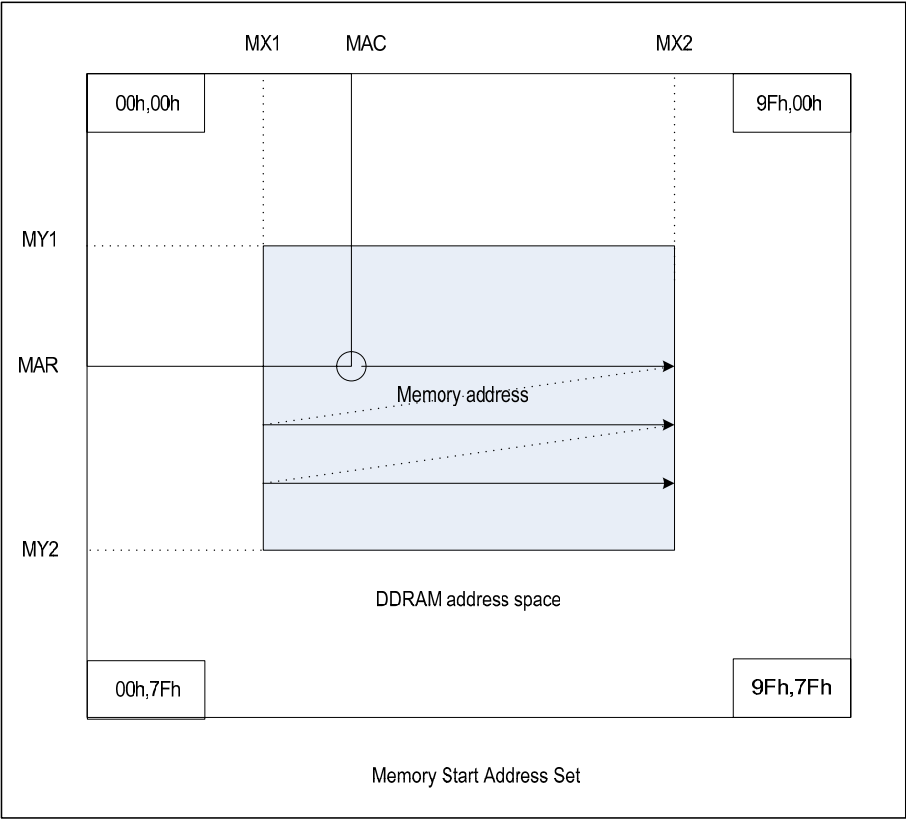 MX1 MAC MX2
00h,00h 9Fh,00h
MY1
MAR
Memory address
MY2
DDRAM address space
00h,7Fh 9Fh,7Fh
Memory Start Address Set